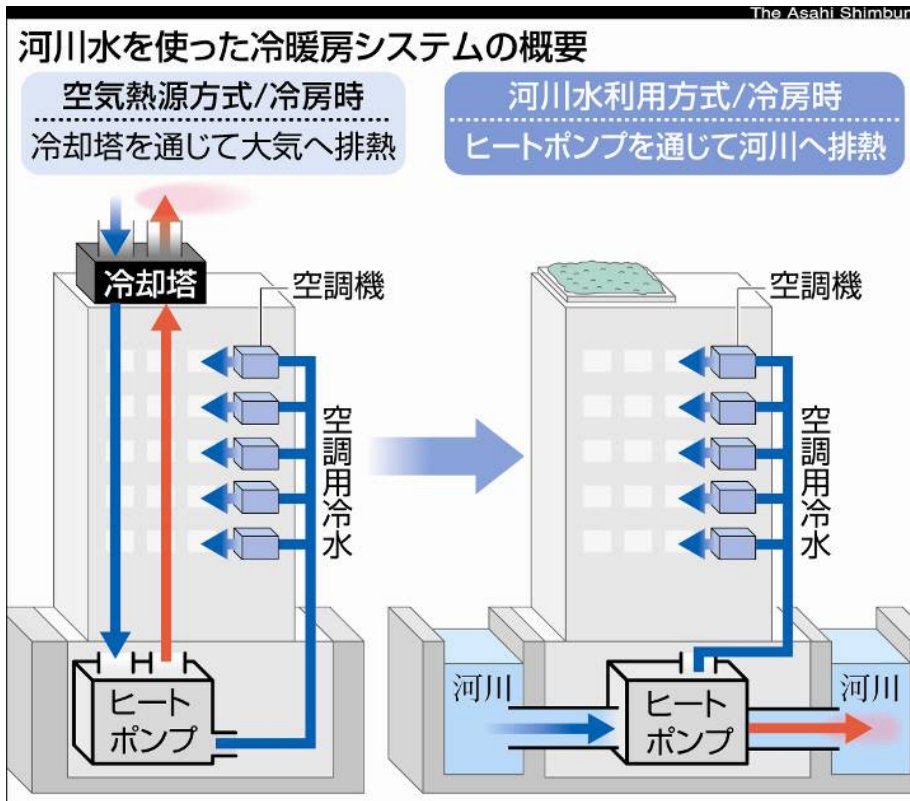 The Asahi Shimbun
河川水を使った冷暖房システムの概要
空気熱源方式/冷房時
冷却塔を通じて大気へ排熱
河川水利用方式/冷房時
ヒートポンプを通じて河川へ排熱
冷却塔
空調機
空調用冷水
ヒート
ポンプ
空調機
空調用冷水
河川
ヒート
ポンプ
河川